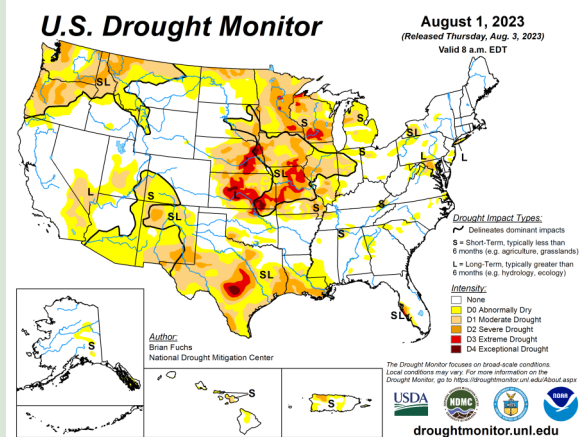 U.S. Drought Monitor
August 1, 2023
(Released Thursday, Aug. 3, 2023)
Valid 8 a.m. EDT
SL
S
S
S
SL
L
L
SL
L
S
SL
S
S
S
S
SL
SL
S
S
S
Drought Impact Types:
Delineates dominant impacts
S = Short-Term, typically less than
6 months (e.g. agriculture, grasslands)
L = Long-Term, typically greater than
6 months (e.g. hydrology, ecology)
Intensity:
None
D0 Abnormally Dry
D1 Moderate Drought
D2 Severe Drought
D3 Extreme Drought
D4 Exceptional Drought
Author:
Brian Fuchs
National Drought Mitigation Center
The Drought Monitor focuses on broad-scale conditions.
Local conditions may vary. For more information on the
Drought Monitor, go to https://droughtmonitor.unl.edu/About.aspx
USDA
NDMC
NOAA
droughtmonitor.unl.edu